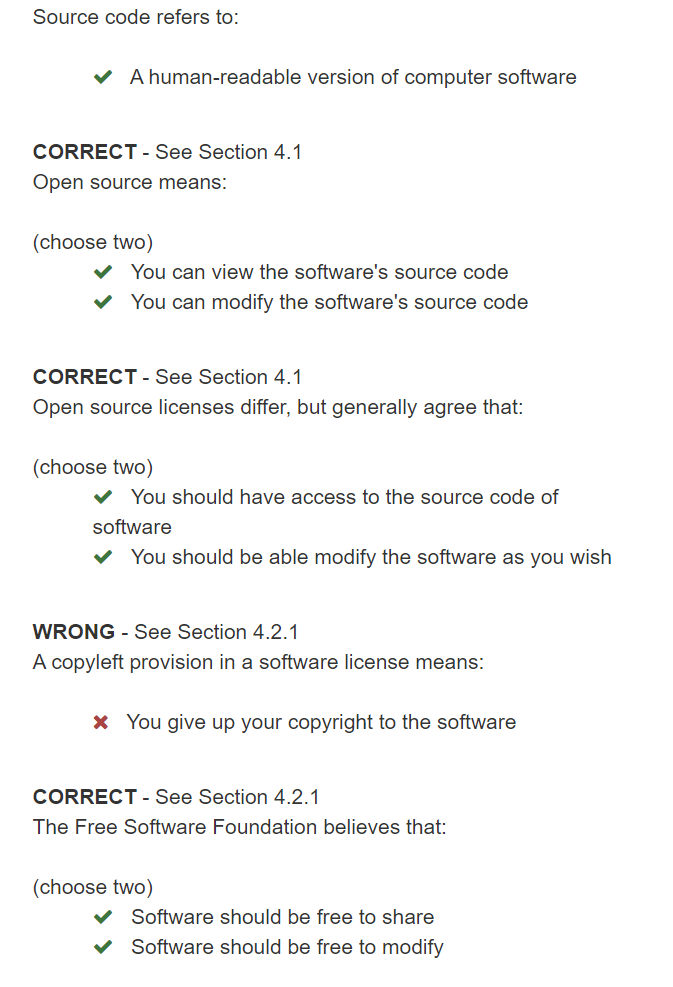 Source code refers to:
A human-readable version of computer software
CORRECT - See Section 4.1
Open source means:
(choose two)
You can view the software's source code
You can modify the software's source code
CORRECT - See Section 4.1
Open source licenses differ, but generally agree that:
(choose two)
You should have access to the source code of
software
You should be able modify the software as you wish
WRONG - See Section 4.2.1
A copyleft provision in a software license means:
You give up your copyright to the software
CORRECT - See Section 4.2.1
The Free Software Foundation believes that:
(choose two)
Software should be free to share
Software should be free to modify